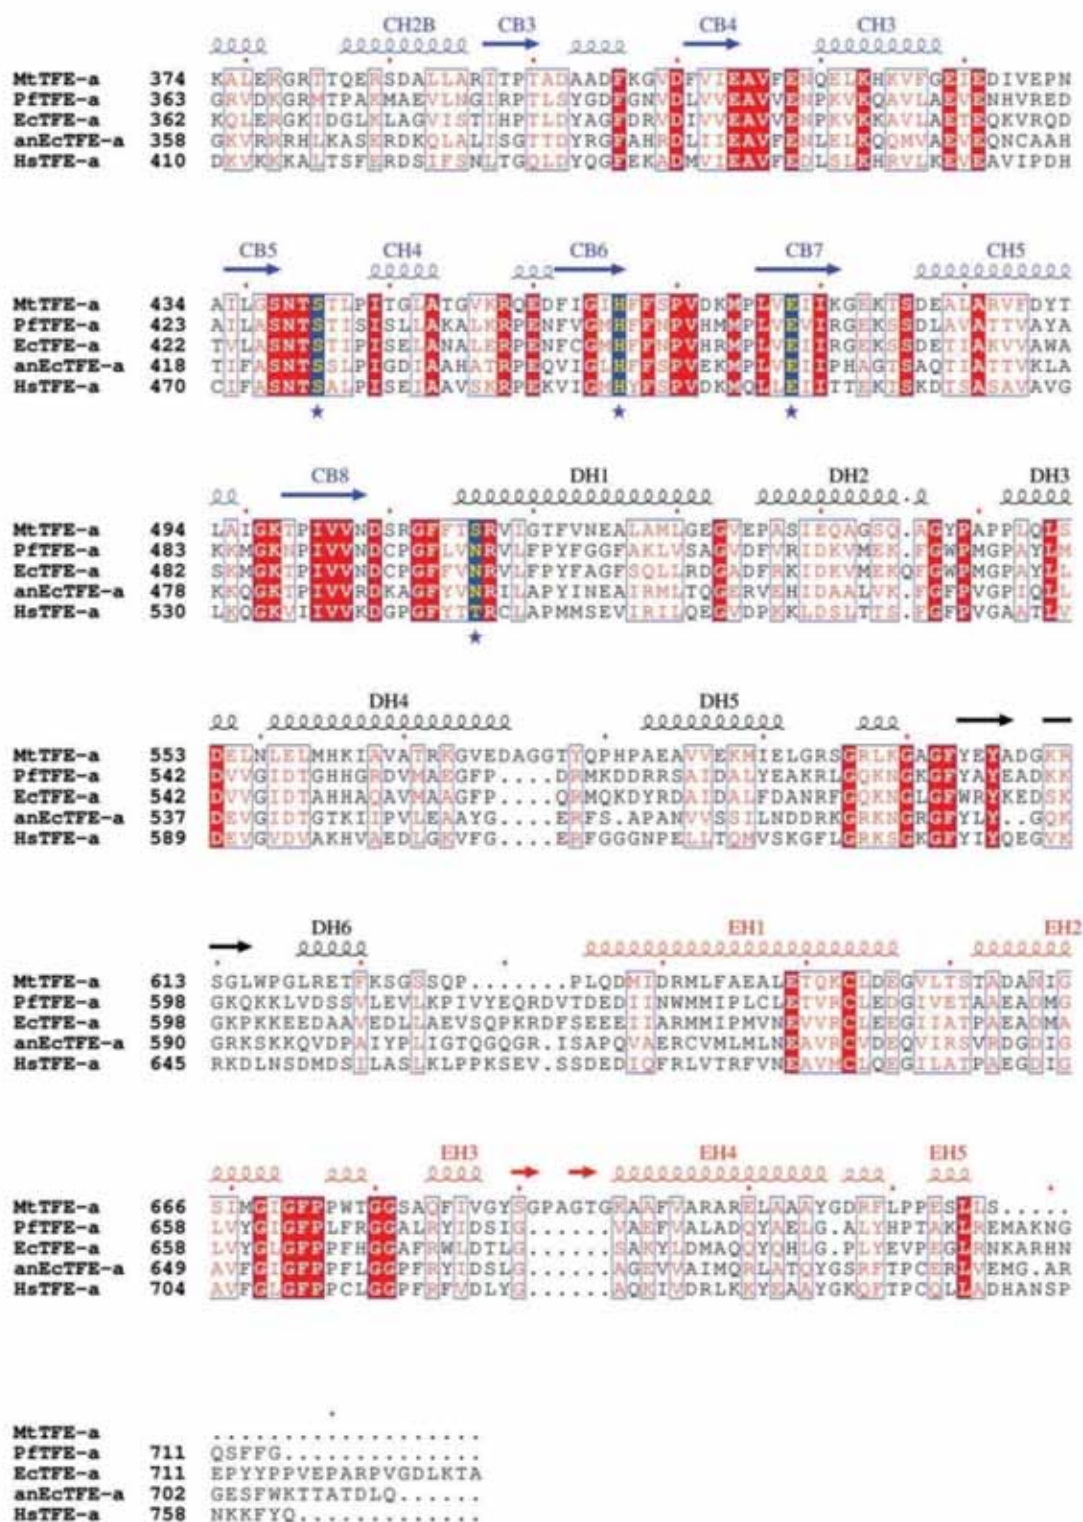 CH2B CB3 CB4 CH3
MtTFE-a 374 KALERGRTTQERSDALLARITPTADAADFKGVDFVIEAVFENQELKHKVFGEIEDIVEPN
PfTFE-a 363 GRVDKGRMTPAKMAEVLNGIRPTLSYGDFGNVDLVVEAVVENPKVKQAVLAEVENHVRED
EcTFE-a 362 KQLERGKIDGLKLAGVISTIHPTLDYAGFDRVDIVVEAVVENPKVKKAVLAETEQKVRQD
anEcTFE-a 358 GKVRRRHLKASERDKQLALISGTTDYRGFAHRDLIIEAVFENLELKQQMVAEVEQNCAAH
HsTFE-a 410 DKVKKKALTSFERDSIFSNLTGQLDYQGFEKADMVIEAVFEDLSLKHRVLKEVEAVIPDH
CB5 CH4 CB6 CB7 CH5
MtTFE-a 434 AILGSNTSTLPITGLATGVKRQEDFIGIHFFSPVDKMPLVEIIKGEKTSDEALARVFDYT
PfTFE-a 423 AILASNTSTISISLLAKALKRPENFVGMHFFNPVHMMPLVEVIRGEKSSDLAVATTVAYA
EcTFE-a 422 TVLASNTSTIPISELANALERPENFCGMHFFNPVHRMPLVEIIRGEKSSDETIAKVVAWA
anEcTFE-a 418 TIFASNTSSLPIGDIAAHATRPEQVIGLHFFSPVEKMPLVEIIPHAGTSAQTIATTVKLA
HsTFE-a 470 CIFASNTSALPISEIAAVSKRPEKVIGMHYFSPVDKMQLLEIITTEKTSKDTSASAVAVG
CB8 DH1 DH2 DH3
MtTFE-a 494 LAIGKTPIVVNDSRGFFTSRVIGTFVNEALAMLGEGVEPASIEQAGSQ.AGYPAPPLQLS
PfTFE-a 483 KKMGKNPIVVNDCPGFLVNRVLFPYFGGFAKLVSAGVDFVRIDKVMEK.FGWPMGPAYLM
EcTFE-a 482 SKMGKTPIVVNDCPGFFVNRVLFPYFAGFSQLLRDGADFRKIDKVMEKQFGWPMGPAYLL
anEcTFE-a 478 KKQGKTPIVVRDKAGFYVNRILAPYINEAIRMLTQGERVEHIDAALVK.FGFPVGPIQLL
HsTFE-a 530 LKQGKVIIVVKDGPGFYTTRCLAPMMSEVIRILQEGVDPKKLDSLTTS.FGFPVGAATLV
DH4 DH5
MtTFE-a 553 DELNLELMHKIAVATRKGVEDAGGTYQPHPAEAVVEKMIELGRSGRLKGAGFYEYADGKR
PfTFE-a 542 DVVGIDTGHHGRDVMAEGFP....DRMKDDRRSAIDALYEAKRLGQKNGKGFYAYEADKK
EcTFE-a 542 DVVGIDTAHHAQAVMAAGFP....QRMQKDYRDAIDALFDANRFGQKNGLGFWRYKEDSK
anEcTFE-a 537 DEVGIDTGTKIIPVLEAAYG....ERFS.APANVVSSILNDDRKGRKNGRGFYLY..GQK
HsTFE-a 589 DEVGVDVAKHVAEDLGKVFG....ERFGGGNPELLTQMVSKGFLGRKSGKGFYIYQEGVK
DH6 EH1 EH2
MtTFE-a 613 SGLWPGLRETFKSGSSQP.....PLQDMIDRMLFAEALETQKCLDEGVLTSTADANIG
PfTFE-a 598 GKQKKLVDSSVLEVLKPIVYEQRDVTDEDIINWMMIPLCLETVRCLEDGIVETAAEADMG
EcTFE-a 598 GKPKKEEDAAVEDLLAEVSQPKRDFSEEEIIARMMIPMVNEVVRCLEEGIIATPAEADMA
anEcTFE-a 590 GRKSKKQVDPAIYPLIGTQGQGR.ISAPQVAERCVMLMLNEAVRCVDEQVIRSVRDGDIG
HsTFE-a 645 RKDLNSDMDSILASLKLPPKSEV.SSDEDIQFRLVTRFVNEAVMCLQEGILATPAEGDIG
EH3 EH4 EH5
MtTFE-a 666 SIMGIGFPPWTGGSAQFIVGYSGPAGTGKAAFVARARELAAAYGDRFLPPESLLS.....
PfTFE-a 658 LVYGIGFPLFRGGALRYIDSIG......VAEFVALADQYAELG.ALYHPTAKLREMAKNG
EcTFE-a 658 LVYGLGFPPFHGGAFRWLDTLG......SAKYLDMAQQYQHLG.PLYEVPEGLRNKARHN
anEcTFE-a 649 AVFGIGFPPFLGGPFRYIDSLG......AGEVVAIMQRLATQYGSRFTPCERLVEMG.AR
HsTFE-a 704 AVFGLGFPPCLGGPFRFVDLYG......AQKIVDRLKKYEAAYGKQFTPCQLLADHANSP
MtTFE-a ...................
PfTFE-a 711 QSFFG..............
EcTFE-a 711 EPYYPPVEPARPVGDLKTA
anEcTFE-a 702 GESFWKTTATDLQ......
HsTFE-a 758 NKKFYQ.............